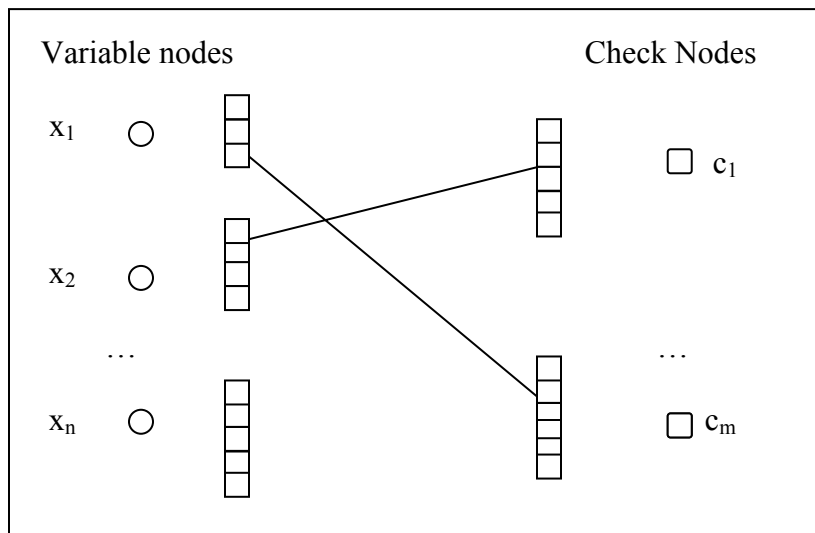 Variable nodes Check Nodes
x₁
c₁
x₂
… …
xₙ cₘ